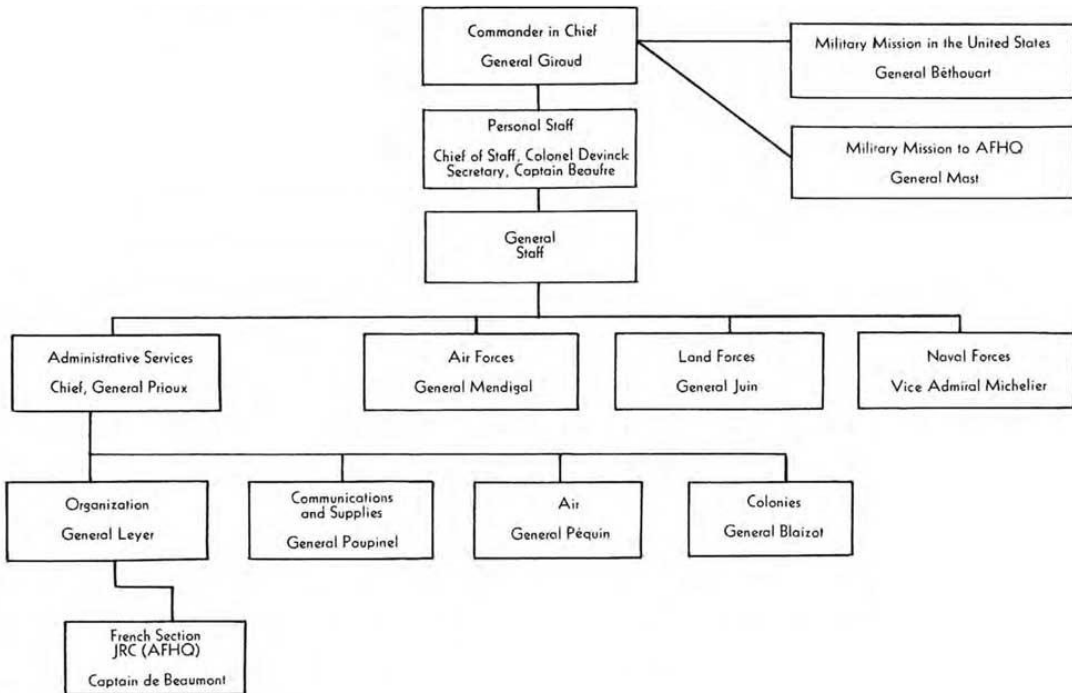 Commander in Chief
General Giraud
Military Mission in the United States
General Béthouart
Personal Staff
Chief of Staff, Colonel Devinck
Secretary, Captain Beaufre
Military Mission to AFHQ
General Mast
General
Staff
Administrative Services
Chief, General Prioux
Air Forces
General Mendigal
Land Forces
General Juin
Naval Forces
Vice Admiral Michelier
Organization
General Leyer
Communications
and Supplies
General Poupinel
Air
General Péquin
Colonies
General Blaizot
French Section
JRC (AFHQ)
Captain de Beaumont